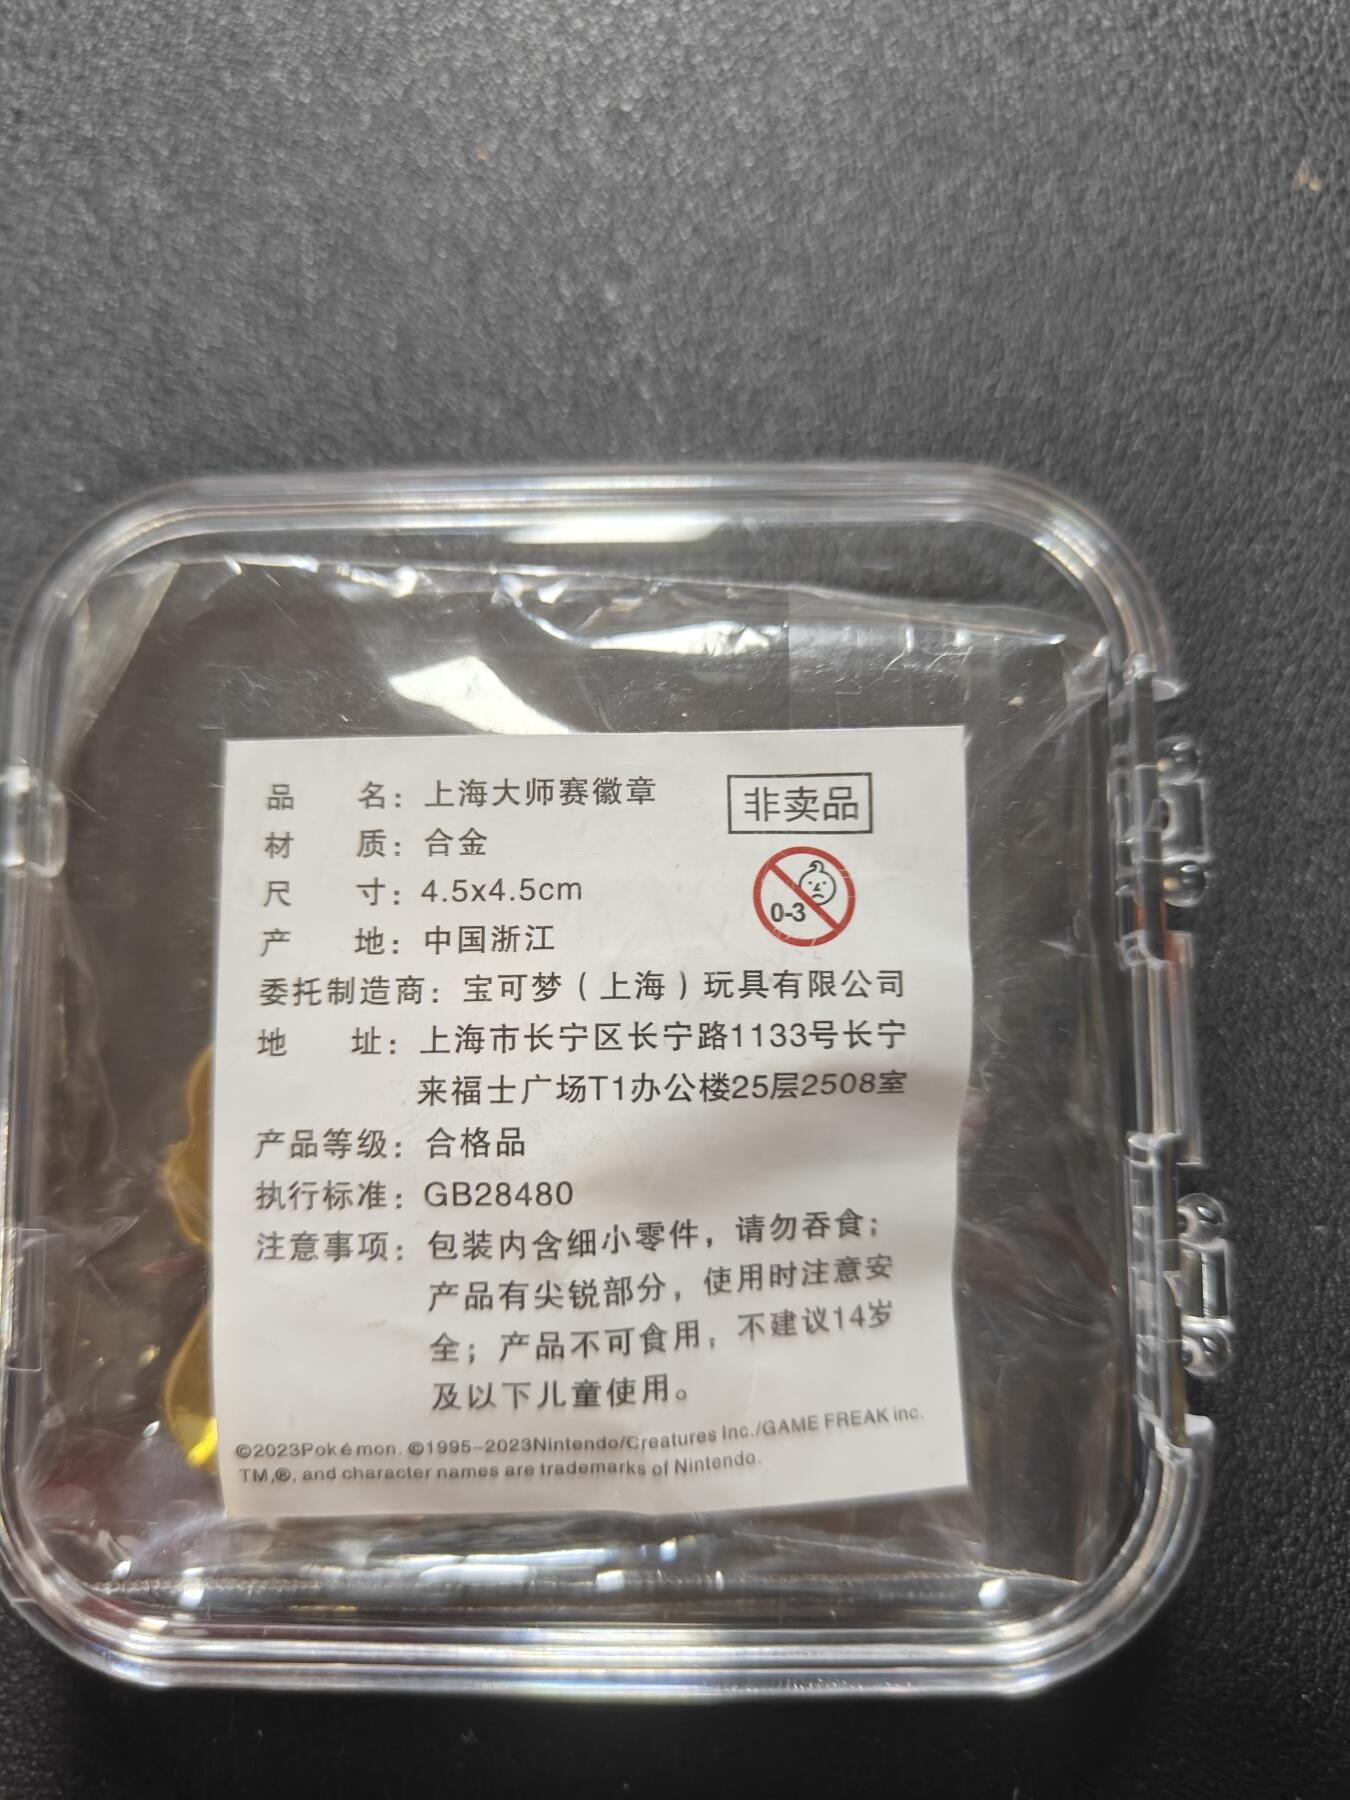 品 名：上海大师赛徽章
非卖品
材 质：合金
尺 寸：4.5x4.5cm
0-3
产 地：中国浙江
委托制造商：宝可梦（上海）玩具有限公司
地 址：上海市长宁区长宁路1133号长宁
来福士广场T1办公楼25层2508室
产品等级：合格品
执行标准：GB28480
注意事项：包装内含细小零件，请勿吞食；
产品有尖锐部分，使用时注意安
全；产品不可食用；不建议14岁
及以下儿童使用。
©2023Pokémon. ©1995-2023Nintendo/Creatures Inc./GAME FREAK inc.
TM,®, and character names are trademarks of Nintendo.